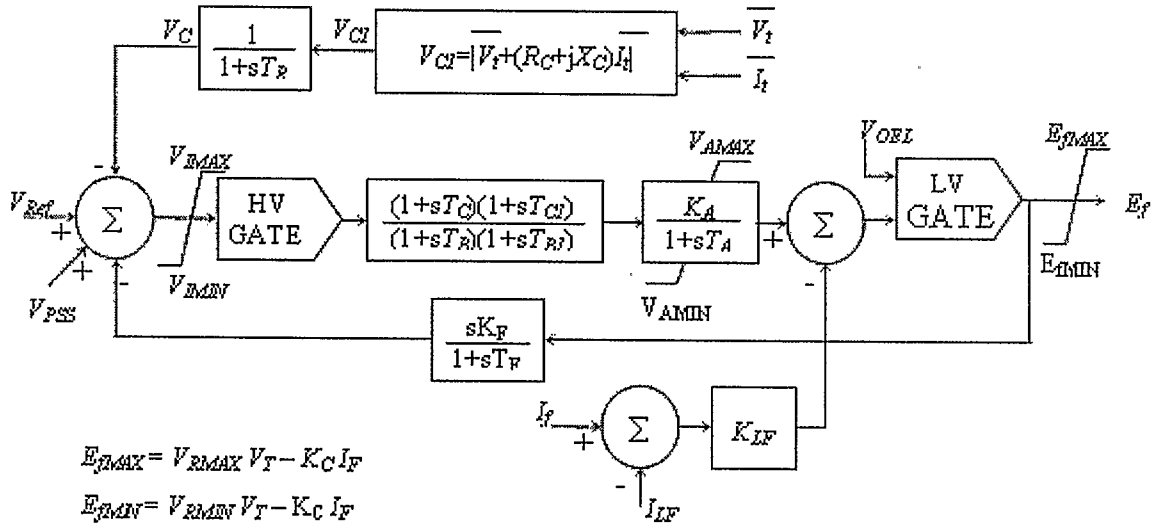 V_C
1
1+sT_R
V_CI
V_CI=|V_t+(R_C+jX_C)I_t|
V_t
I_t
-
V_Ref
+
+
V_PSS
-
Σ
V_IMAX
V_IMIN
HV
GATE
(1+sT_C)(1+sT_C1)
(1+sT_B)(1+sT_B1)
V_AMAX
K_A
1+sT_A
V_AMIN
+
-
Σ
V_OEL
LV
GATE
E_fMAX
E_f
E_fMIN
sK_F
1+sT_F
I_f
+
Σ
-
I_LF
K_LF
E_fMAX = V_RMAX V_T − K_C I_F
E_fMIN = V_RMIN V_T − K_C I_F